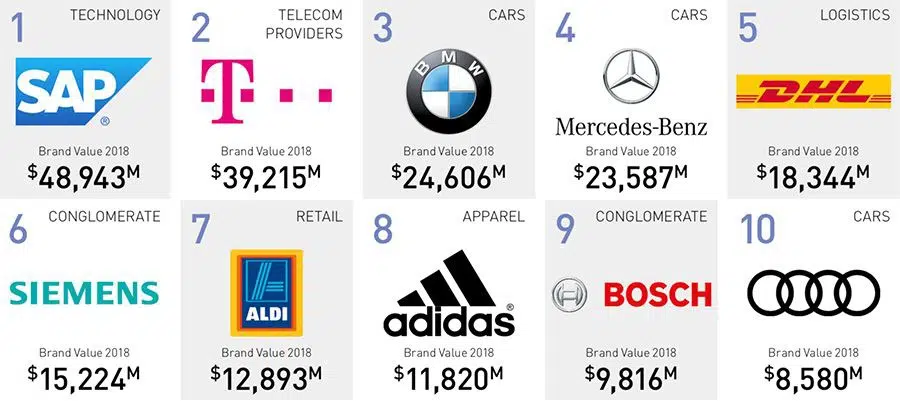 1
TECHNOLOGY
SAP
®
Brand Value 2018
$48,943M
2
TELECOM
PROVIDERS
T
Brand Value 2018
$39,215M
3
CARS
BMW
Brand Value 2018
$24,606M
4
CARS
Mercedes-Benz
Brand Value 2018
$23,587M
5
LOGISTICS
DHL
Brand Value 2018
$18,344M
6
CONGLOMERATE
SIEMENS
Brand Value 2018
$15,224M
7
RETAIL
ALDI
Brand Value 2018
$12,893M
8
APPAREL
adidas®
Brand Value 2018
$11,820M
9
CONGLOMERATE
BOSCH
Brand Value 2018
$9,816M
10
CARS
Brand Value 2018
$8,580M